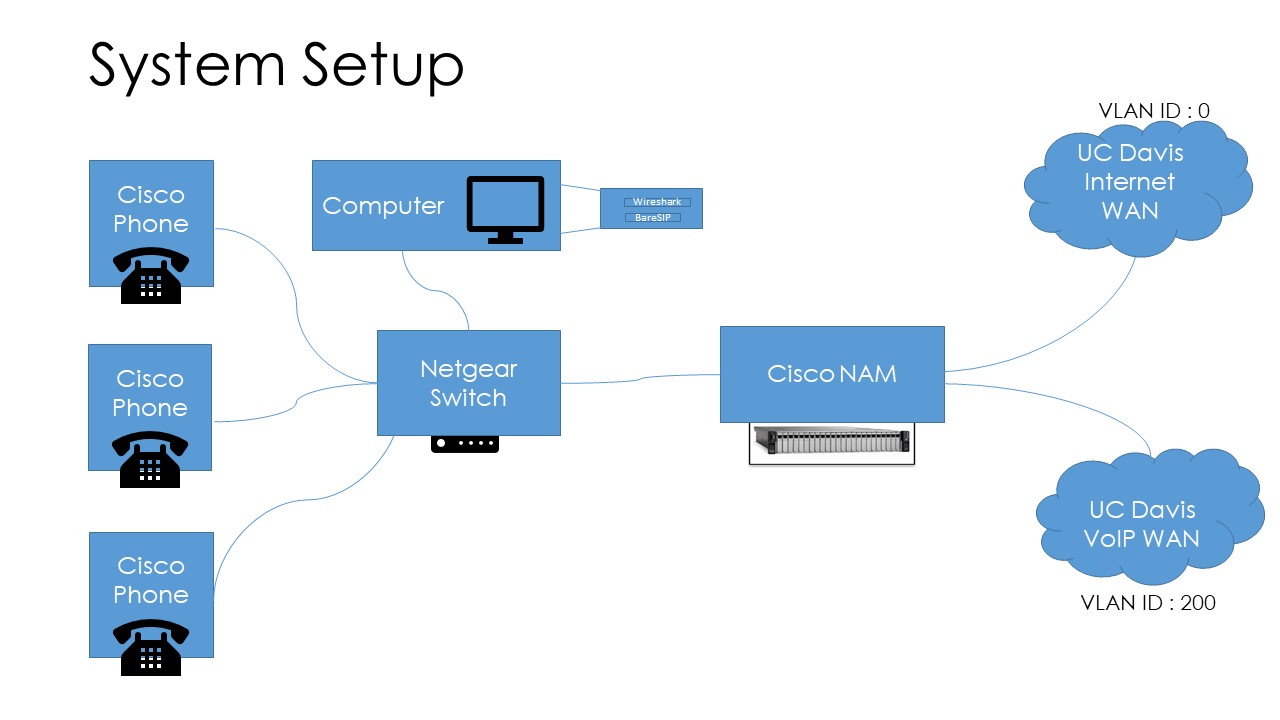 System Setup
VLAN ID : 0
UC Davis
Internet
WAN
Cisco
Phone
Computer
Wireshark
BareSIP
Cisco
Phone
Netgear
Switch
Cisco NAM
UC Davis
VoIP WAN
VLAN ID : 200
Cisco
Phone